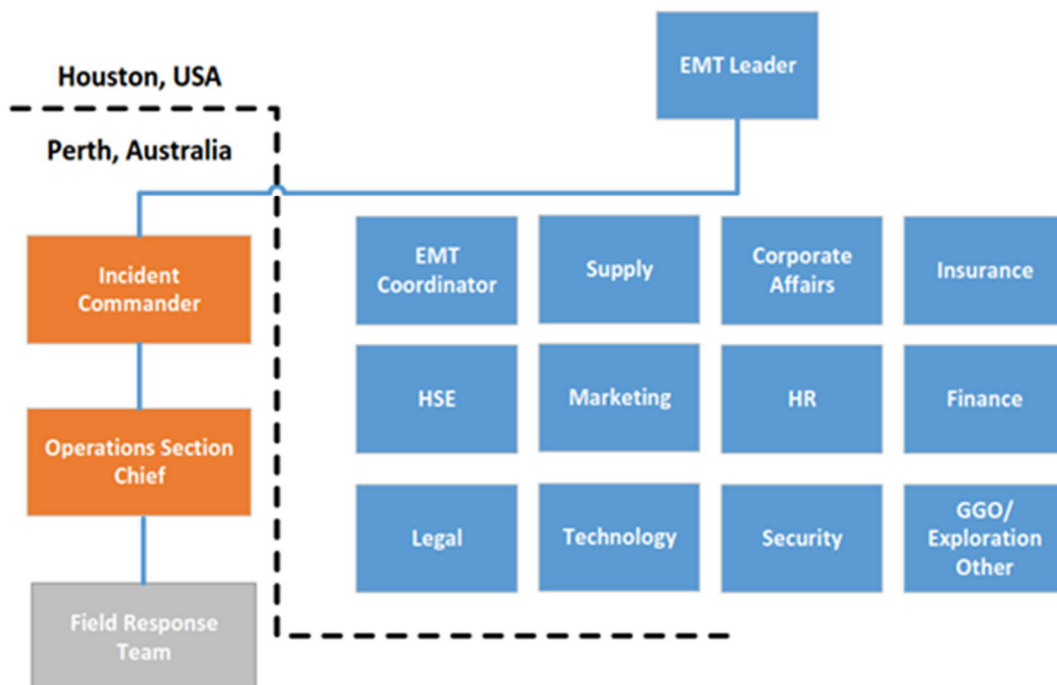 EMT Leader
Houston, USA
Perth, Australia
Incident
Commander
Operations Section
Chief
Field Response
Team
EMT
Coordinator
Supply
Corporate
Affairs
Insurance
HSE
Marketing
HR
Finance
Legal
Technology
Security
GGO/
Exploration
Other